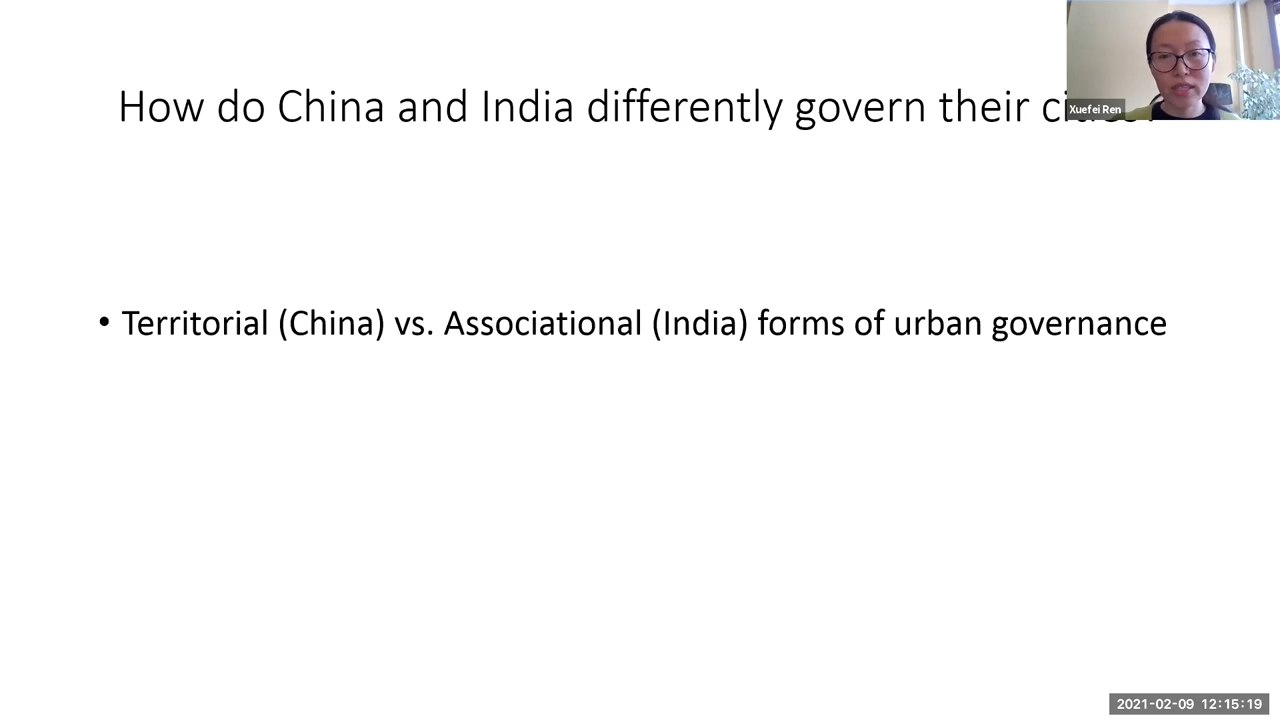 How do China and India differently govern their
Xuefei Ren
• Territorial (China) vs. Associational (India) forms of urban governance
2021-02-09 12:15:19